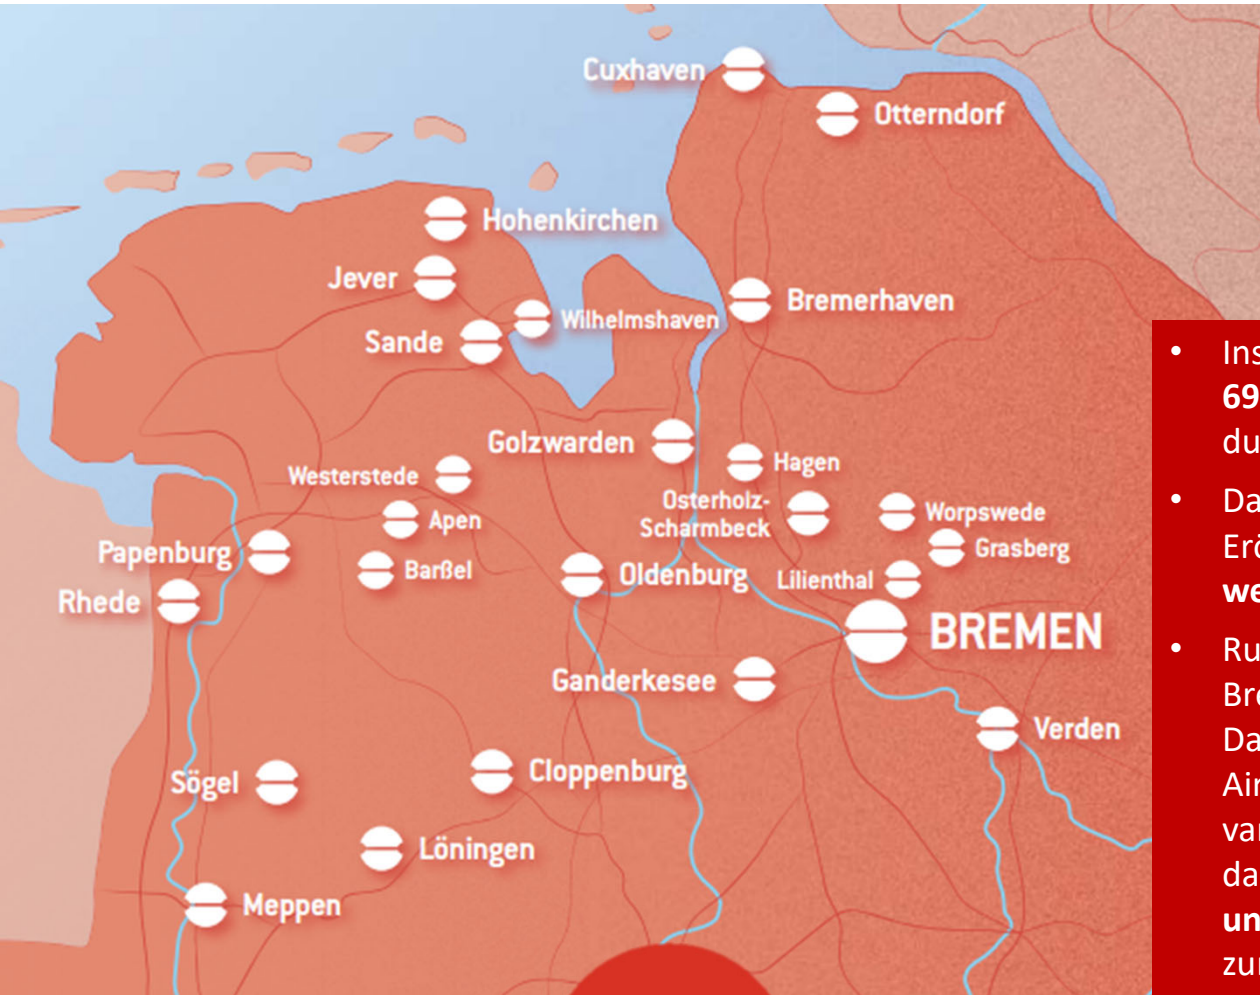 Cuxhaven
Otterndorf
Hohenkirchen
Jever
Wilhelmshaven
Bremerhaven
Sande
Golzwarden
Hagen
Westerstede
Osterholz-
Scharmbeck
Worpswede
Apen
Grasberg
Papenburg
Barßel
Oldenburg
Lilienthal
Rhede
BREMEN
Ganderkesee
Verden
Sögel
Cloppenburg
Löningen
Meppen
• Ins
69
du
• Da
Erö
we
• Ru
Bre
Da
Air
var
da
un
zur